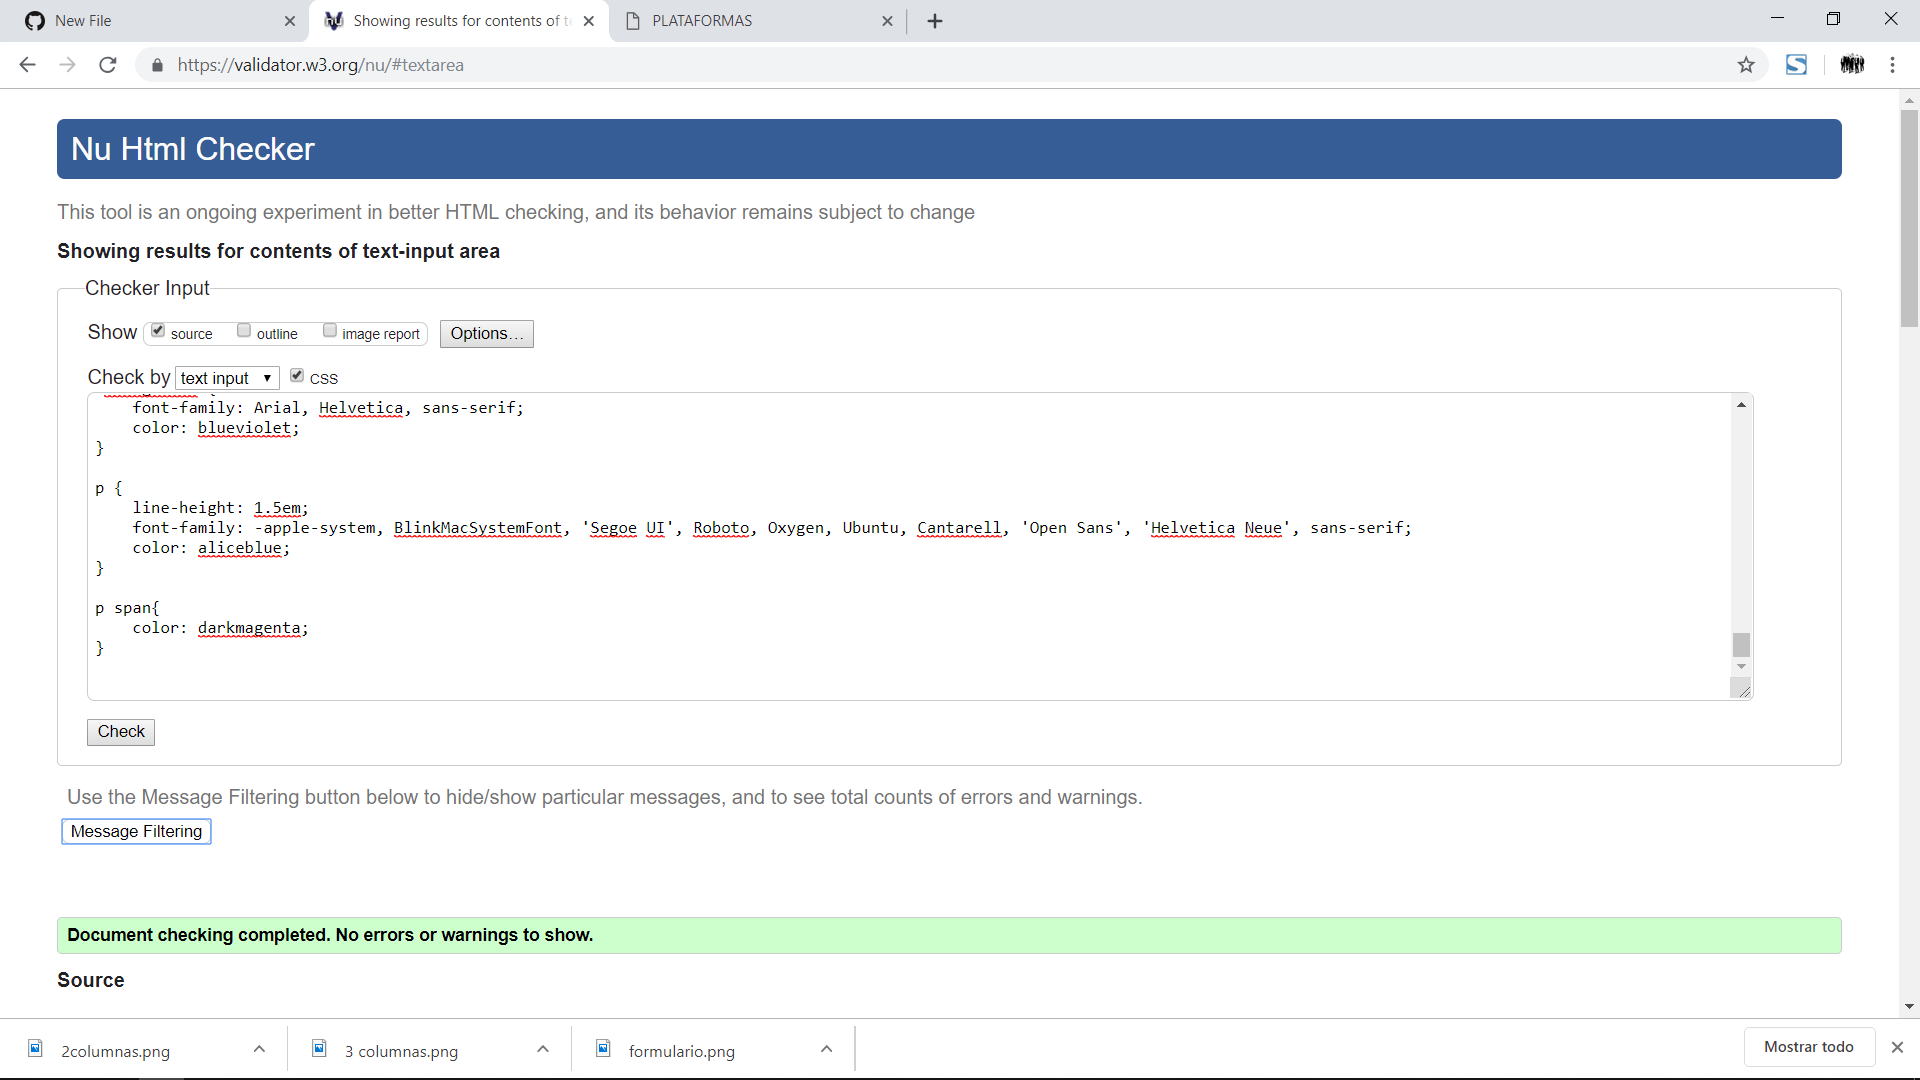 New File
Showing results for contents of t
PLATAFORMAS
https://validator.w3.org/nu/#textarea
Nu Html Checker
This tool is an ongoing experiment in better HTML checking, and its behavior remains subject to change
Showing results for contents of text-input area
Checker Input
Show source outline image report Options...
Check by text input CSS
font-family: Arial, Helvetica, sans-serif;
color: blueviolet;
}
p {
line-height: 1.5em;
font-family: -apple-system, BlinkMacSystemFont, 'Segoe UI', Roboto, Oxygen, Ubuntu, Cantarell, 'Open Sans', 'Helvetica Neue', sans-serif;
color: aliceblue;
}
p span{
color: darkmagenta;
}
Check
Use the Message Filtering button below to hide/show particular messages, and to see total counts of errors and warnings.
Message Filtering
Document checking completed. No errors or warnings to show.
Source
2columnas.png
3 columnas.png
formulario.png
Mostrar todo